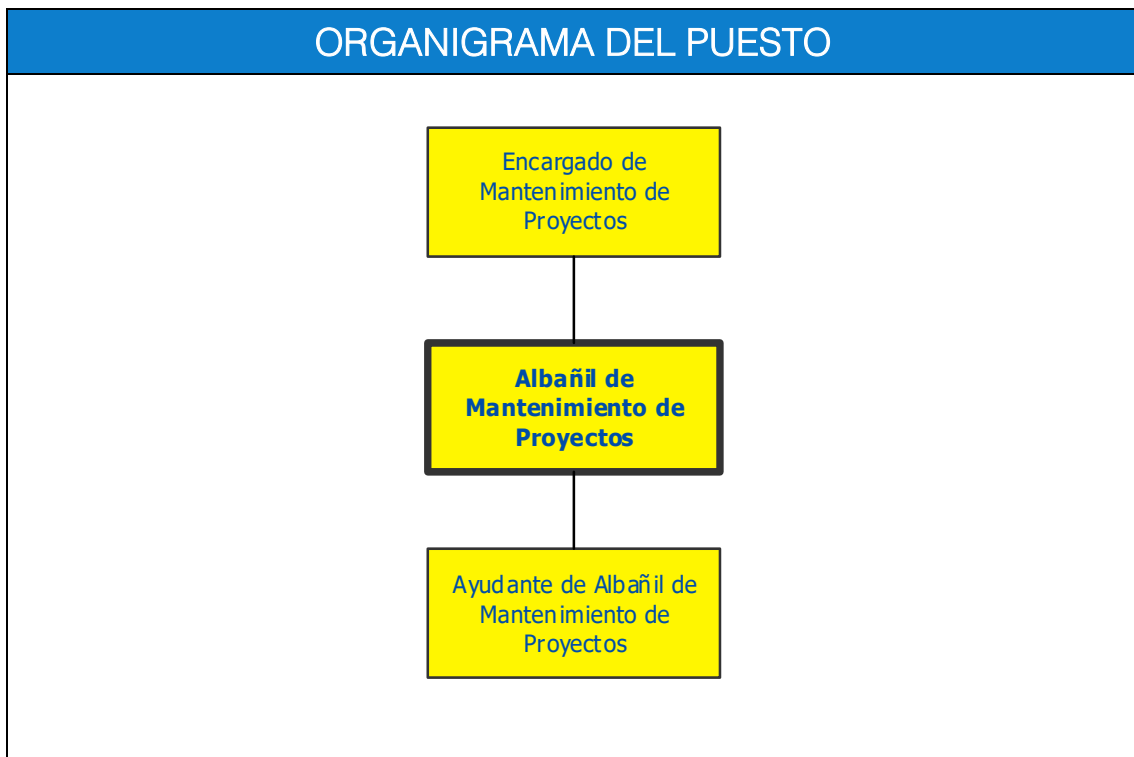 ORGANIGRAMA DEL PUESTO
Encargado de
Mantenimiento de
Proyectos
Albañil de
Mantenimiento de
Proyectos
Ayudante de Albañil de
Mantenimiento de
Proyectos